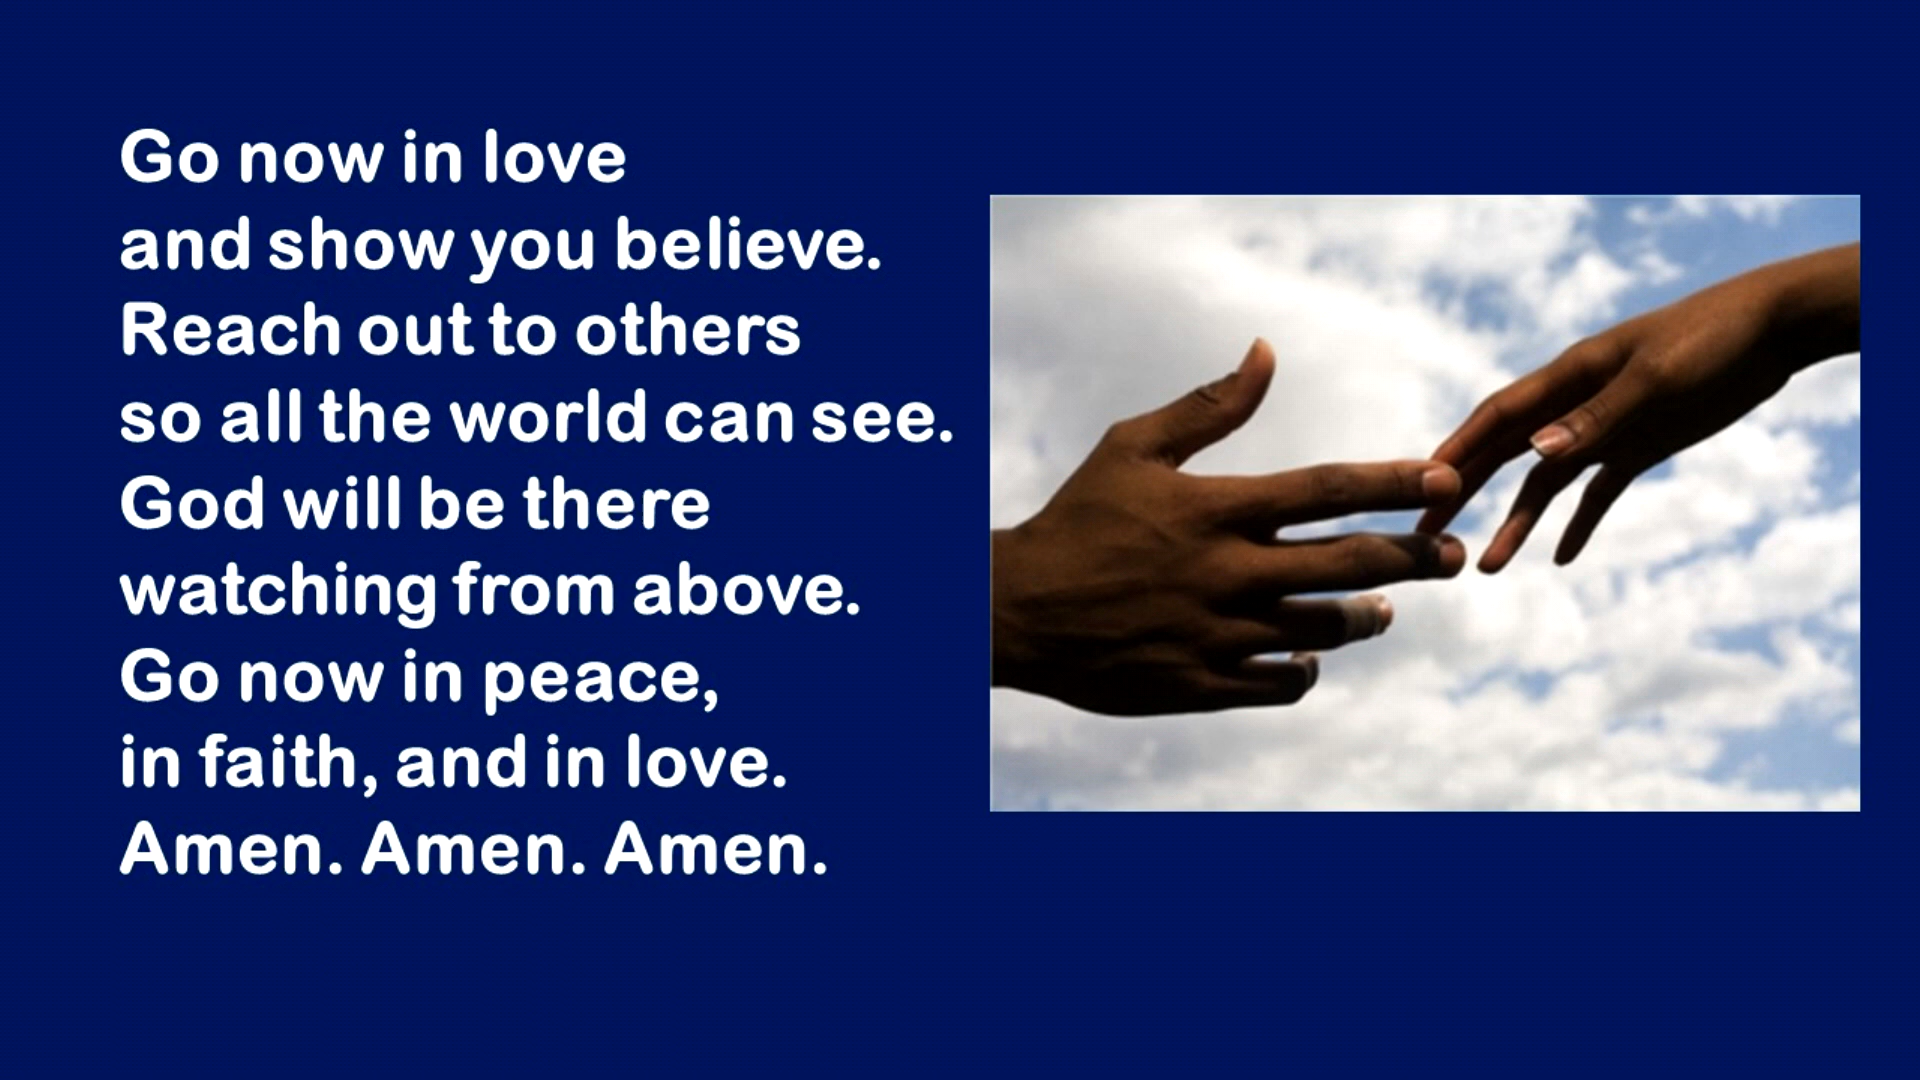 Go now in love
and show you believe.
Reach out to others
so all the world can see.
God will be there
watching from above.
Go now in peace,
in faith, and in love.
Amen. Amen. Amen.